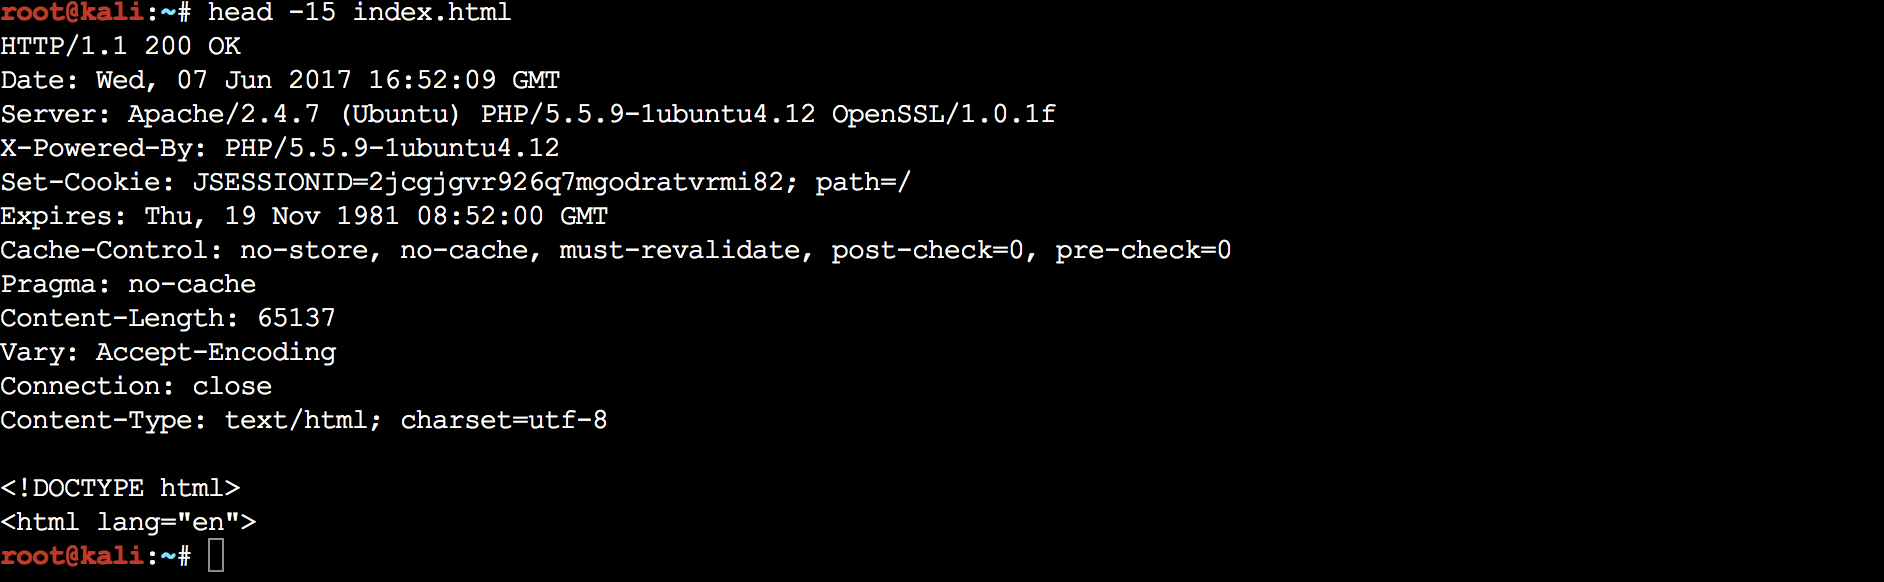 root@kali:~# head -15 index.html
HTTP/1.1 200 OK
Date: Wed, 07 Jun 2017 16:52:09 GMT
Server: Apache/2.4.7 (Ubuntu) PHP/5.5.9-1ubuntu4.12 OpenSSL/1.0.1f
X-Powered-By: PHP/5.5.9-1ubuntu4.12
Set-Cookie: JSESSIONID=2jcgjgvr926q7mgodratvrmi82; path=/
Expires: Thu, 19 Nov 1981 08:52:00 GMT
Cache-Control: no-store, no-cache, must-revalidate, post-check=0, pre-check=0
Pragma: no-cache
Content-Length: 65137
Vary: Accept-Encoding
Connection: close
Content-Type: text/html; charset=utf-8

<!DOCTYPE html>
<html lang="en">
root@kali:~#